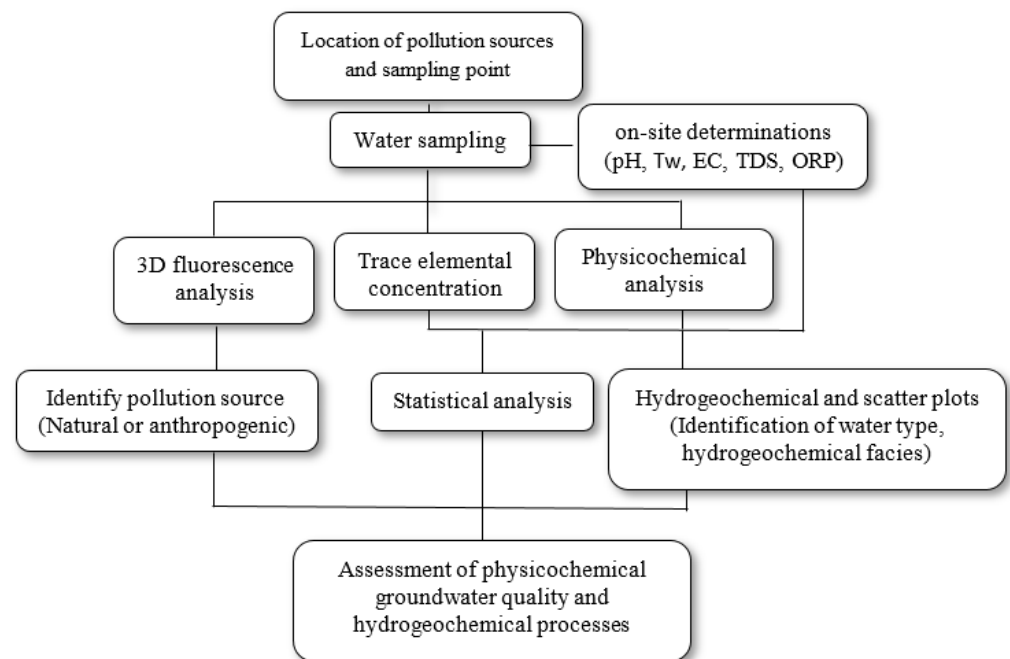 Location of pollution sources
and sampling point
Water sampling
on-site determinations
(pH, Tw, EC, TDS, ORP)
3D fluorescence
analysis
Trace elemental
concentration
Physicochemical
analysis
Identify pollution source
(Natural or anthropogenic)
Statistical analysis
Hydrogeochemical and scatter plots
(Identification of water type,
hydrogeochemical facies)
Assessment of physicochemical
groundwater quality and
hydrogeochemical processes